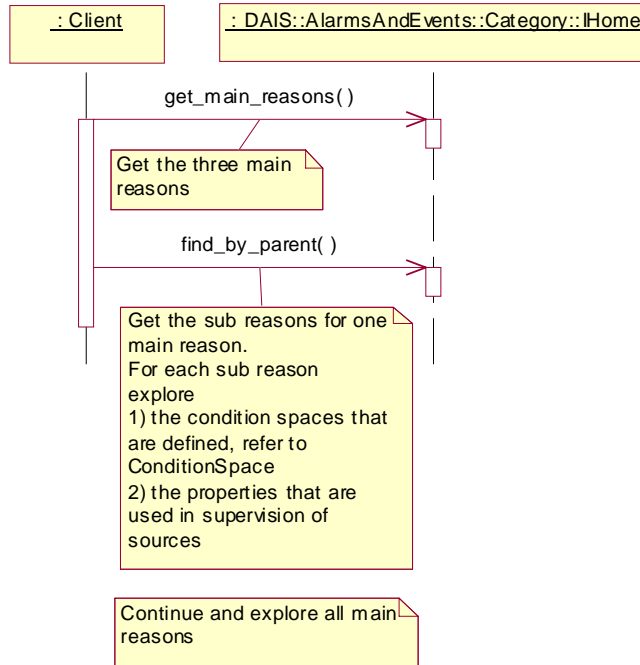 : Client
: DAIS::AlarmsAndEvents::Category::IHome
get_main_reasons( )
Get the three main
reasons
find_by_parent( )
Get the sub reasons for one
main reason.
For each sub reason
explore
1) the condition spaces that
are defined, refer to
ConditionSpace
2) the properties that are
used in supervision of
sources
Continue and explore all main
reasons